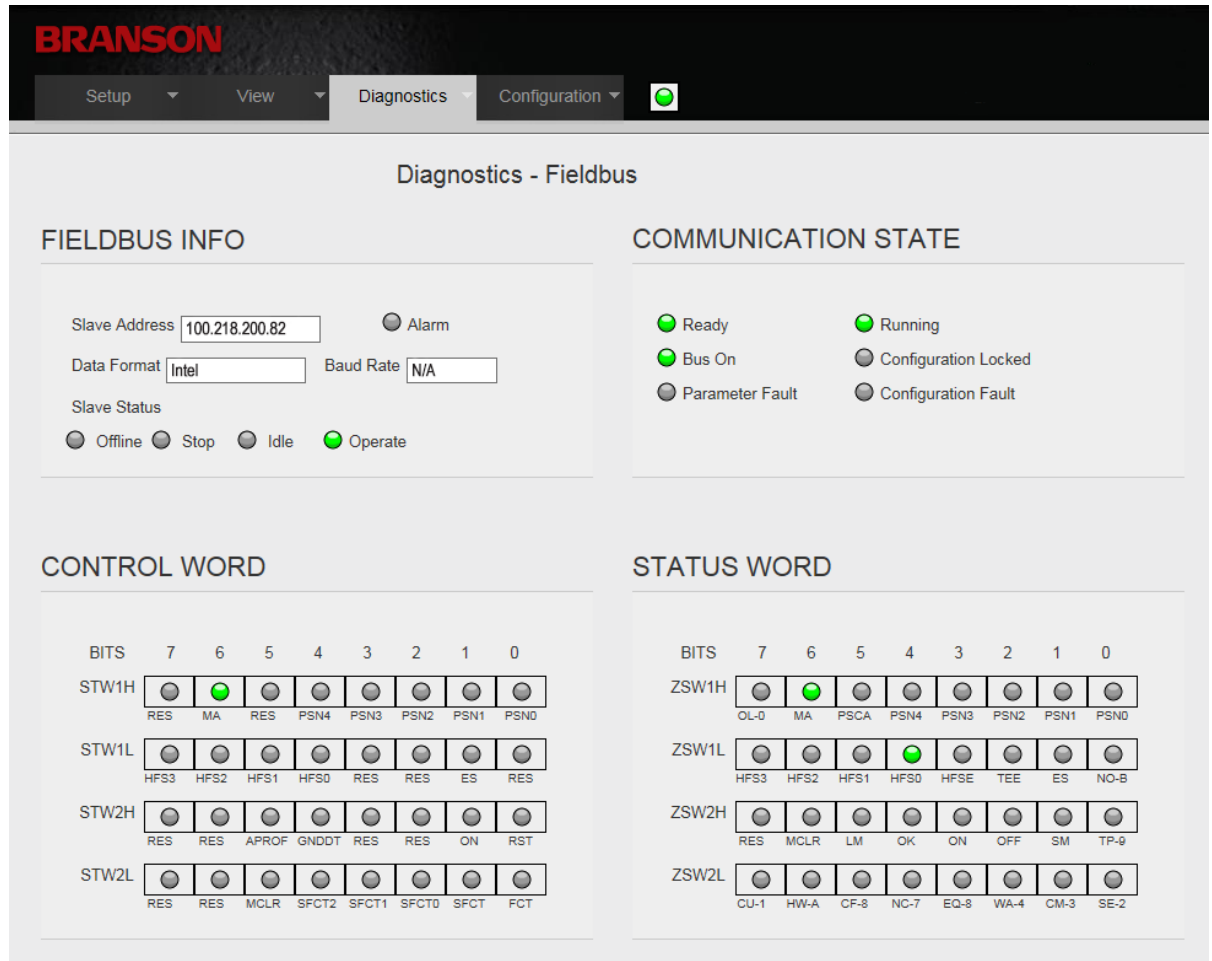 BRANSON
Setup View Diagnostics Configuration
Diagnostics - Fieldbus
FIELDBUS INFO
Slave Address 100.218.200.82 Alarm
Data Format Intel Baud Rate N/A
Slave Status
Offline Stop Idle Operate
COMMUNICATION STATE
Ready Running
Bus On Configuration Locked
Parameter Fault Configuration Fault
CONTROL WORD
BITS 7 6 5 4 3 2 1 0
STW1H
RES MA RES PSN4 PSN3 PSN2 PSN1 PSN0
STW1L
HFS3 HFS2 HFS1 HFS0 RES RES ES RES
STW2H
RES RES APROF GNDDT RES RES ON RST
STW2L
RES RES MCLR SFCT2 SFCT1 SFCT0 SFCT FCT
STATUS WORD
BITS 7 6 5 4 3 2 1 0
ZSW1H
OL-0 MA PSCA PSN4 PSN3 PSN2 PSN1 PSN0
ZSW1L
HFS3 HFS2 HFS1 HFS0 HFSE TEE ES NO-B
ZSW2H
RES MCLR LM OK ON OFF SM TP-9
ZSW2L
CU-1 HW-A CF-8 NC-7 EQ-8 WA-4 CM-3 SE-2